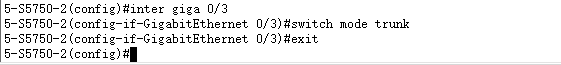 5-S5750-2(config)#inter giga 0/3
5-S5750-2(config-if-GigabitEthernet 0/3)#switch mode trunk
5-S5750-2(config-if-GigabitEthernet 0/3)#exit
5-S5750-2(config)#